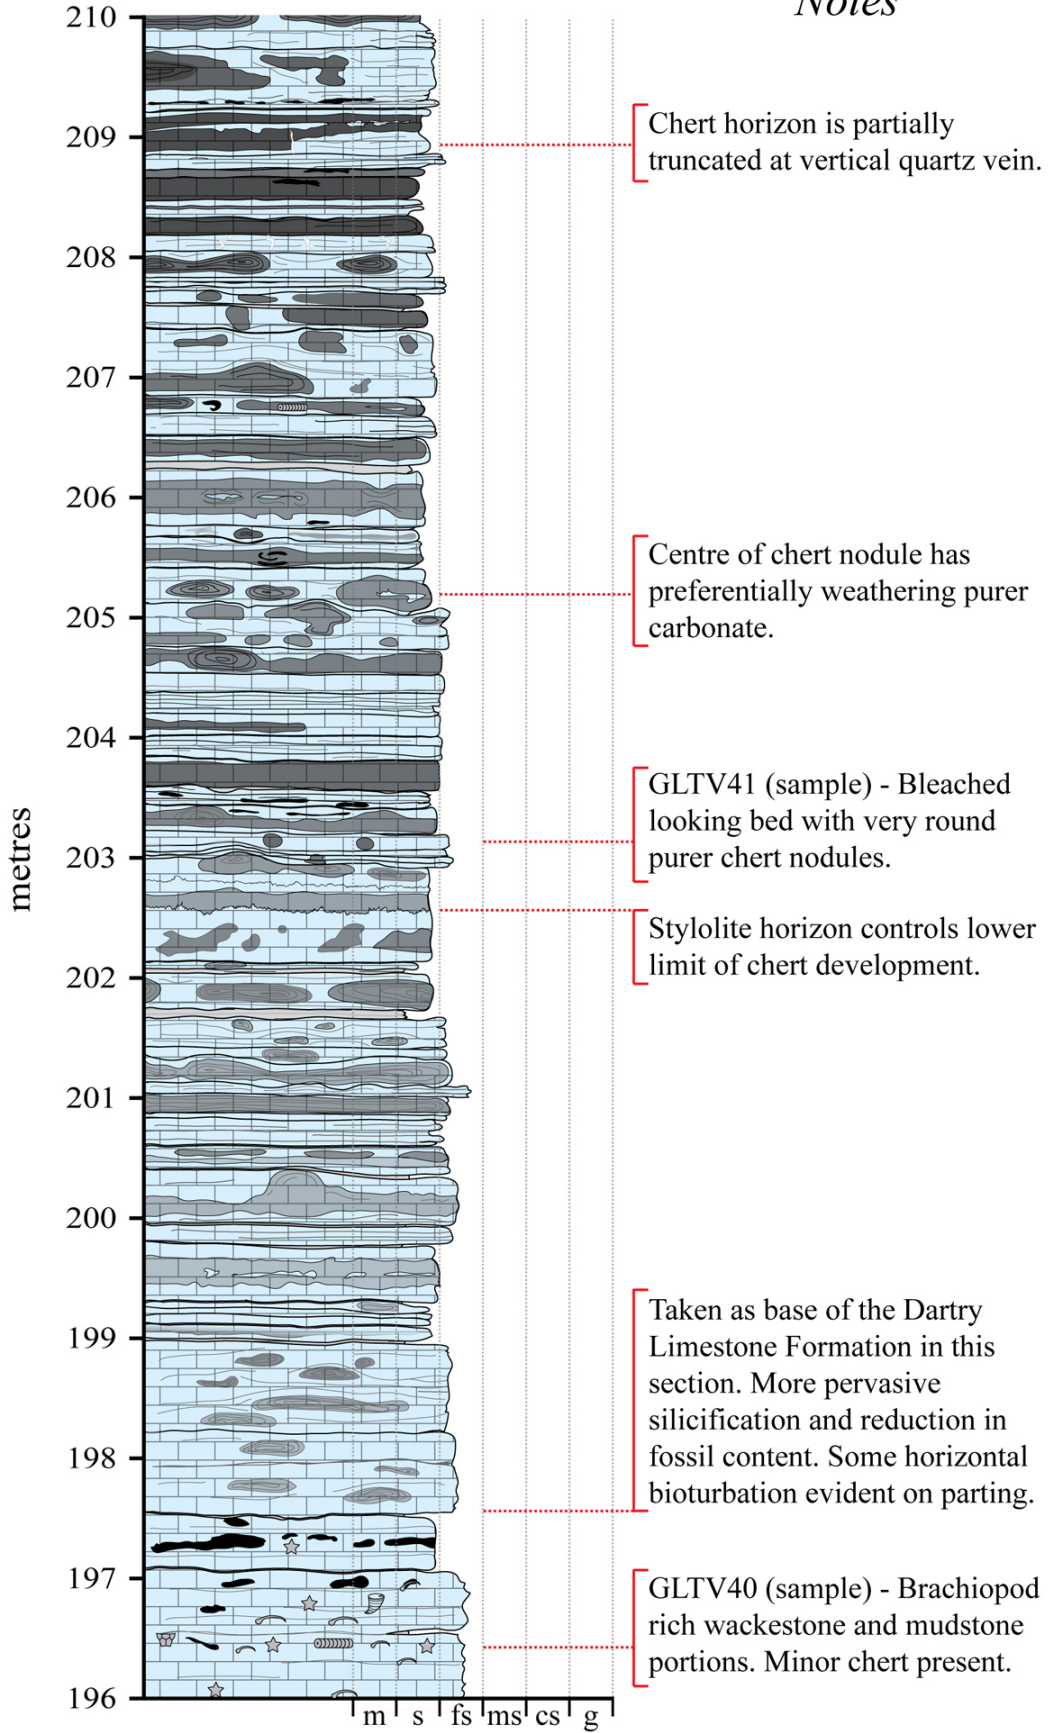 Notes
210
209
208
207
206
205
204
203
202
201
200
199
198
197
196
metres
Chert horizon is partially
truncated at vertical quartz vein.
Centre of chert nodule has
preferentially weathering purer
carbonate.
GLTV41 (sample) - Bleached
looking bed with very round
purer chert nodules.
Stylolite horizon controls lower
limit of chert development.
Taken as base of the Dartry
Limestone Formation in this
section. More pervasive
silicification and reduction in
fossil content. Some horizontal
bioturbation evident on parting.
GLTV40 (sample) - Brachiopod
rich wackestone and mudstone
portions. Minor chert present.
m s fs ms cs g